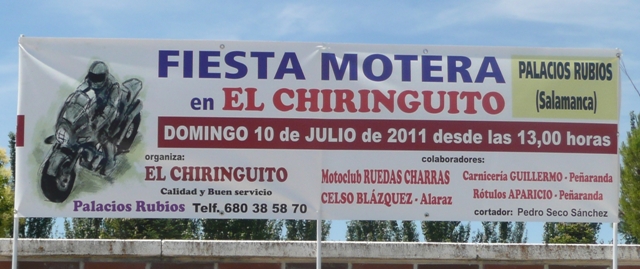 FIESTA MOTERA
en EL CHIRINGUITO
PALACIOS RUBIOS
(Salamanca)
DOMINGO 10 de JULIO de 2011 desde las 13,00 horas
organiza:
EL CHIRINGUITO
Calidad y Buen servicio
Palacios Rubios Telf. 680 38 58 70
colaboradores:
Motoclub RUEDAS CHARRAS
CELSO BLÁZQUEZ - Alaraz
Carnicería GUILLERMO - Peñaranda
Rótulos APARICIO - Peñaranda
cortador: Pedro Seco Sánchez